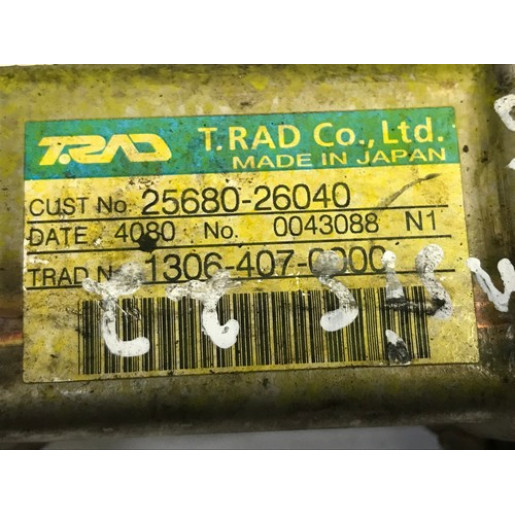 T.RAD T.RAD Co., Ltd.
MADE IN JAPAN
CUST No. 25680-26040
DATE 4080 No. 0043088 N1
TRAD N 1306-407-0000